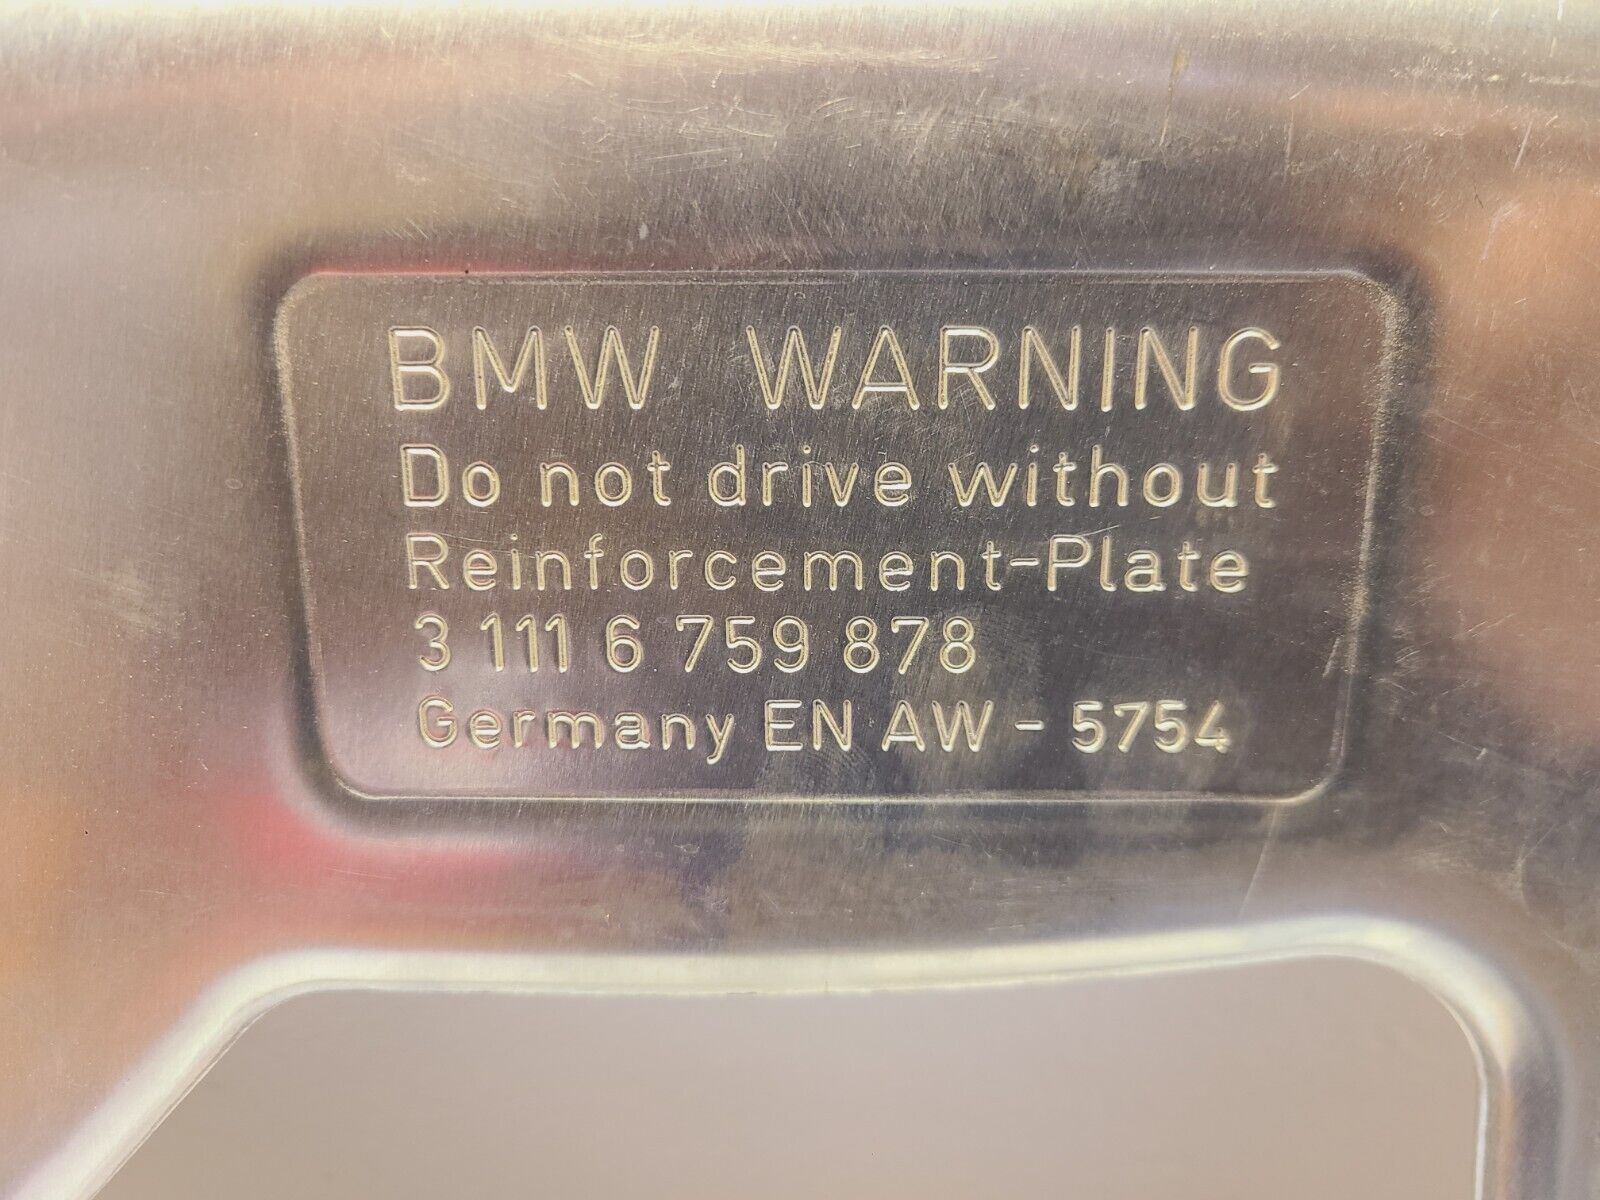 BMW WARNING
Do not drive without
Reinforcement-Plate
3 111 6 759 878
Germany EN AW - 5754